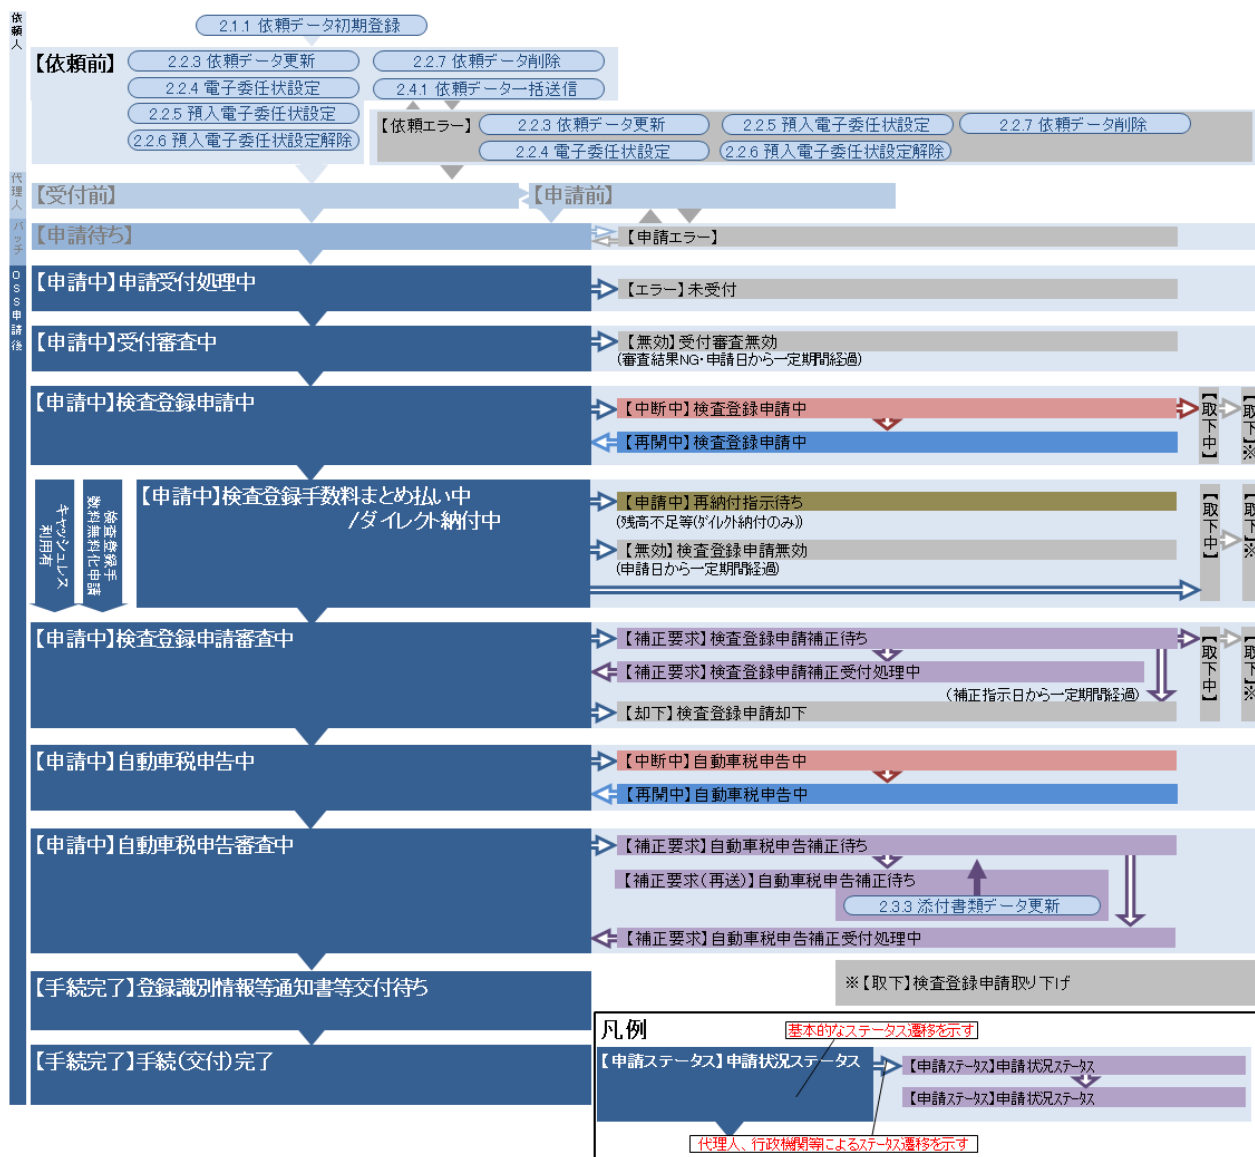 依頼人
2.1.1 依頼データ初期登録
【依頼前】
2.2.3 依頼データ更新
2.2.7 依頼データ削除
2.2.4 電子委任状設定
2.4.1 依頼データ一括送信
2.2.5 預入電子委任状設定
2.2.6 預入電子委任状設定解除
【依頼エラー】
2.2.3 依頼データ更新
2.2.5 預入電子委任状設定
2.2.7 依頼データ削除
2.2.4 電子委任状設定
2.2.6 預入電子委任状設定解除
代理人
【受付前】
【申請前】
バッチ
【申請待ち】
【申請エラー】
OSS申請後
【申請中】申請受付処理中
【エラー】未受付
【申請中】受付審査中
【無効】受付審査無効
(審査結果NG・申請日から一定期間経過)
【申請中】検査登録申請中
【中断中】検査登録申請中
【再開中】検査登録申請中
【取下中】
【取下】※
キャッシュレス
利用有
検査登録手
数料無料化申請
【申請中】検査登録手数料まとめ払い中
/ダイレクト納付中
【申請中】再納付指示待ち
(残高不足等(ダイレクト納付のみ))
【無効】検査登録申請無効
(申請日から一定期間経過)
【取下中】
【取下】※
【申請中】検査登録申請審査中
【補正要求】検査登録申請補正待ち
【補正要求】検査登録申請補正受付処理中
(補正指示日から一定期間経過)
【却下】検査登録申請却下
【取下中】
【取下】※
【申請中】自動車税申告中
【中断中】自動車税申告中
【再開中】自動車税申告中
【申請中】自動車税申告審査中
【補正要求】自動車税申告補正待ち
【補正要求(再送)】自動車税申告補正待ち
2.3.3 添付書類データ更新
【補正要求】自動車税申告補正受付処理中
【手続完了】登録識別情報等通知書等交付待ち
※【取下】検査登録申請取り下げ
【手続完了】手続(交付)完了
凡例
基本的なステータス遷移を示す
【申請ステータス】申請状況ステータス
【申請ステータス】申請状況ステータス
【申請ステータス】申請状況ステータス
代理人、行政機関等によるステータス遷移を示す